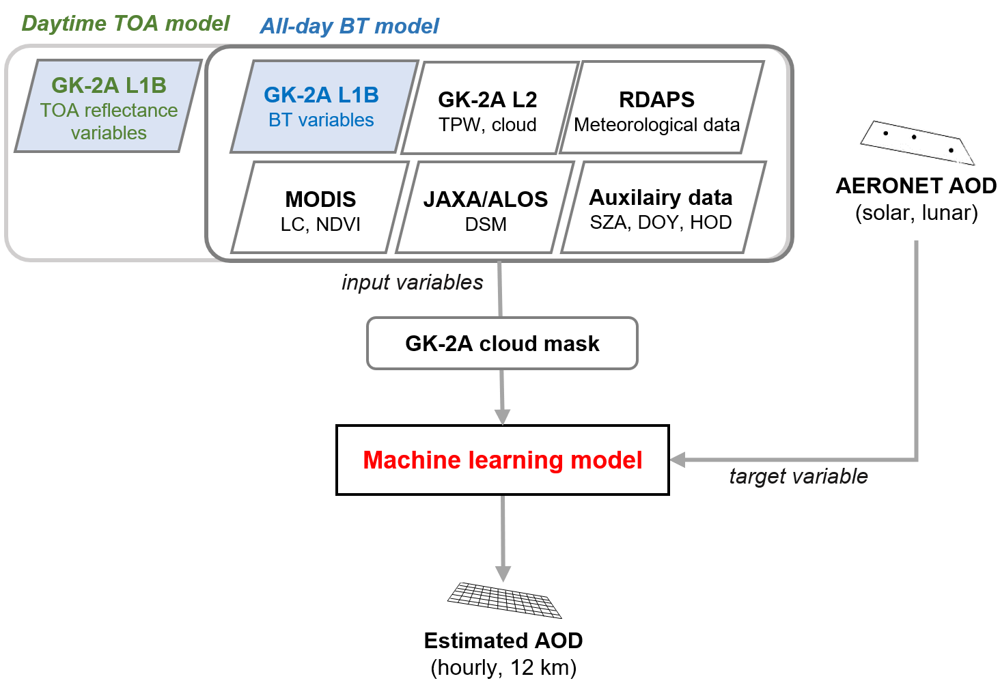 Daytime TOA model
All-day BT model
GK-2A L1B
TOA reflectance
variables
GK-2A L1B
BT variables
GK-2A L2
TPW, cloud
RDAPS
Meteorological data
MODIS
LC, NDVI
JAXA/ALOS
DSM
Auxilairy data
SZA, DOY, HOD
AERONET AOD
(solar, lunar)
input variables
GK-2A cloud mask
Machine learning model
target variable
Estimated AOD
(hourly, 12 km)